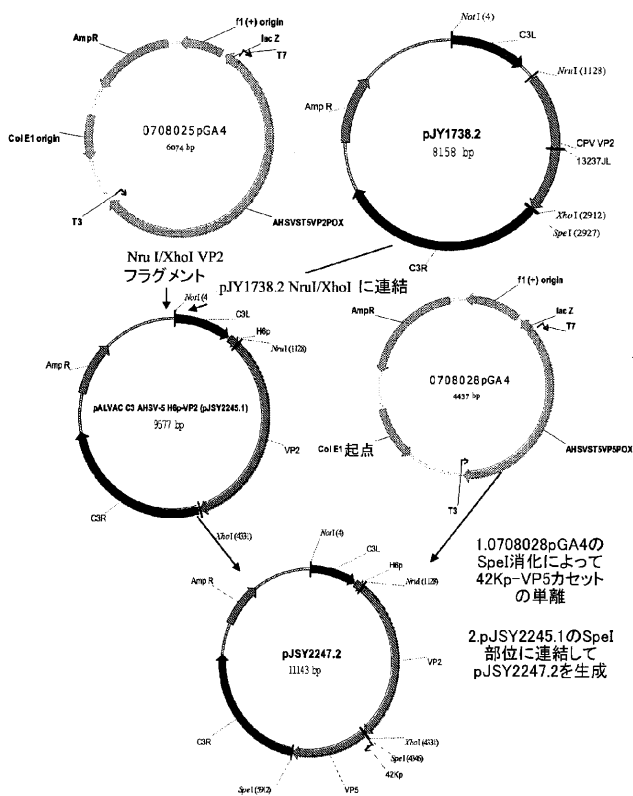 f1 (+) origin
AmpR
lac Z
T7
0708025pGA4
6074 bp
Col E1 origin
T3
AHSVST5VP2POX
NotI (4)
C3L
NruI (1128)
Amp R
pJY1738.2
8158 bp
CPV VP2
13237JL
XhoI (2912)
SpeI (2927)
C3R
Nru I/XhoI VP2
フラグメント
pJY1738.2 NruI/XhoI に連結
NotI (4
C3L
H6p
NruI (1128)
Amp R
pALVAC C3 AHSV-5 H6p-VP2 (pJSY2245.1)
9577 bp
VP2
C3R
XhoI (4331)
f1 (+) origin
AmpR
lac Z
T7
0708028pGA4
4437 bp
Col E1 起点
AHSVST5VP5POX
T3
1.0708028pGA4の
SpeI消化によって
42Kp-VP5カセット
の単離
2.pJSY2245.1のSpeI
部位に連結して
pJSY2247.2を生成
NotI (4)
C3L
H6p
NruI (1128)
Amp R
pJSY2247.2
11143 bp
VP2
C3R
XhoI (4331)
SpeI (4346)
42Kp
SpeI (5912)
VP5